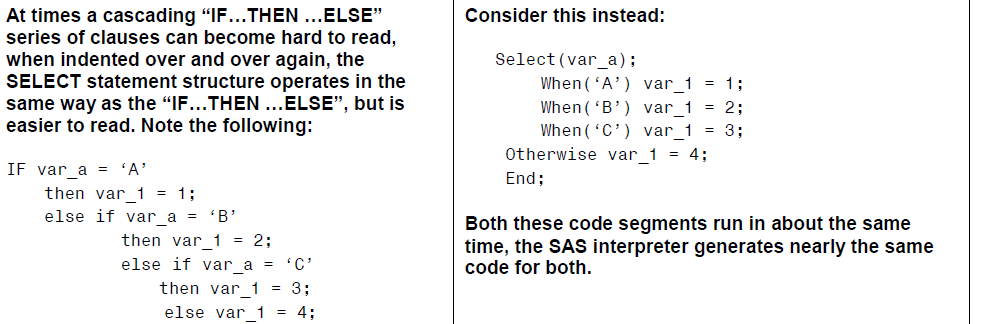 At times a cascading “IF…THEN …ELSE”
series of clauses can become hard to read,
when indented over and over again, the
SELECT statement structure operates in the
same way as the “IF…THEN …ELSE”, but is
easier to read. Note the following:
IF var_a = ‘A’
then var_1 = 1;
else if var_a = ‘B’
then var_1 = 2;
else if var_a = ‘C’
then var_1 = 3;
else var_1 = 4;
Consider this instead:
Select(var_a);
When(‘A’) var_1 = 1;
When(‘B’) var_1 = 2;
When(‘C’) var_1 = 3;
Otherwise var_1 = 4;
End;
Both these code segments run in about the same
time, the SAS interpreter generates nearly the same
code for both.